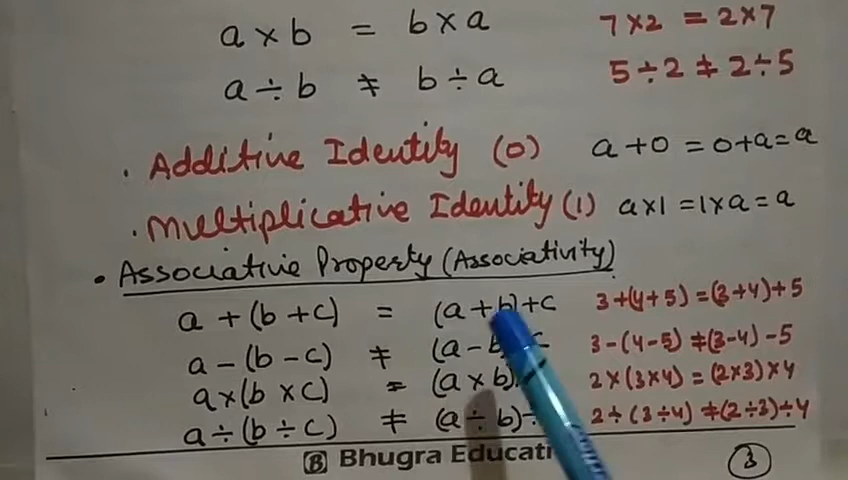 a × b = b × a 7×2 = 2×7
a ÷ b ≠ b ÷ a 5÷2 ≠ 2÷5
. Additive Identity (0) a+0 = 0+a = a
. Multiplicative Identity (1) a×1 = 1×a = a
• Associative Property (Associativity)
a + (b + c) = (a + b) + c 3+(4+5) = (3+4)+5
a - (b - c) ≠ (a - b 3-(4-5) ≠ (3-4)-5
a × (b × c) = (a × b) 2×(3×4) = (2×3)×4
a ÷ (b ÷ c) ≠ (a ÷ b) ÷ 2÷(3÷4) ≠ (2÷3)÷4
B Bhugra Educati 3